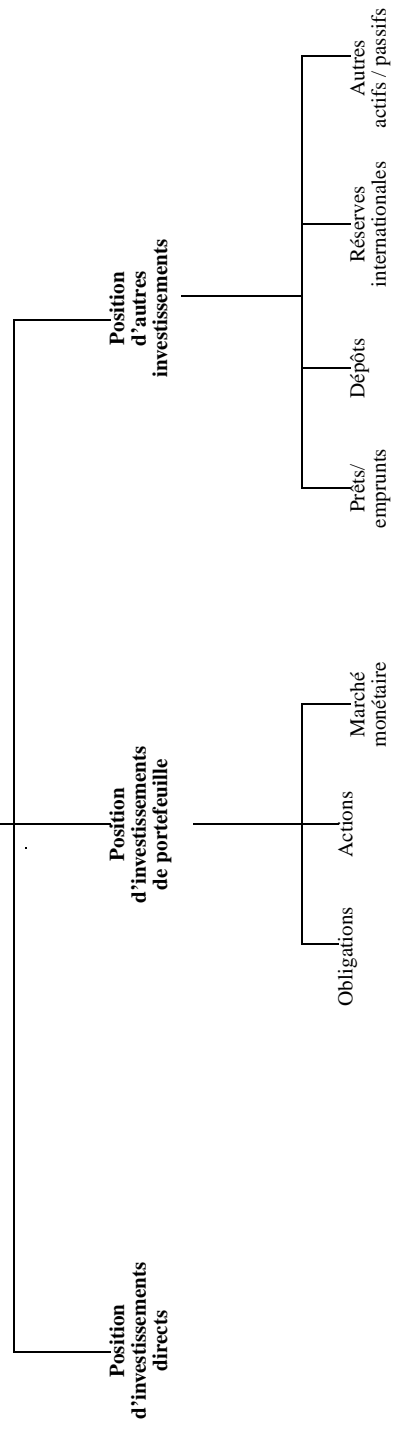 Position
d’investissements
directs
Position
d’investissements
de portefeuille
Position
d’autres
investissements
Obligations
Actions
Marché
monétaire
Prêts/
emprunts
Dépôts
Réserves
internationales
Autres
actifs / passifs